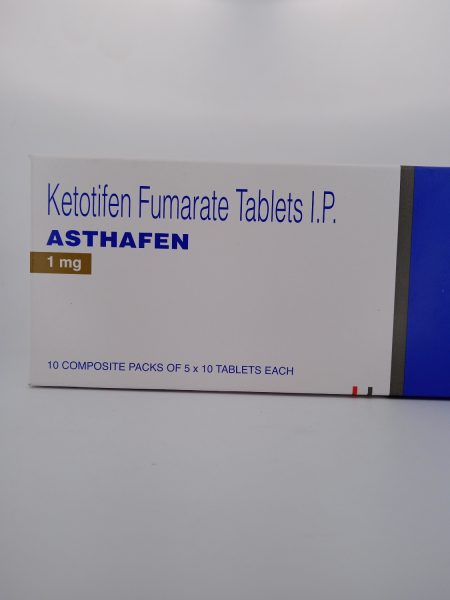 Ketotifen Fumarate Tablets I.P.
ASTHAFEN
1 mg
10 COMPOSITE PACKS OF 5 x 10 TABLETS EACH